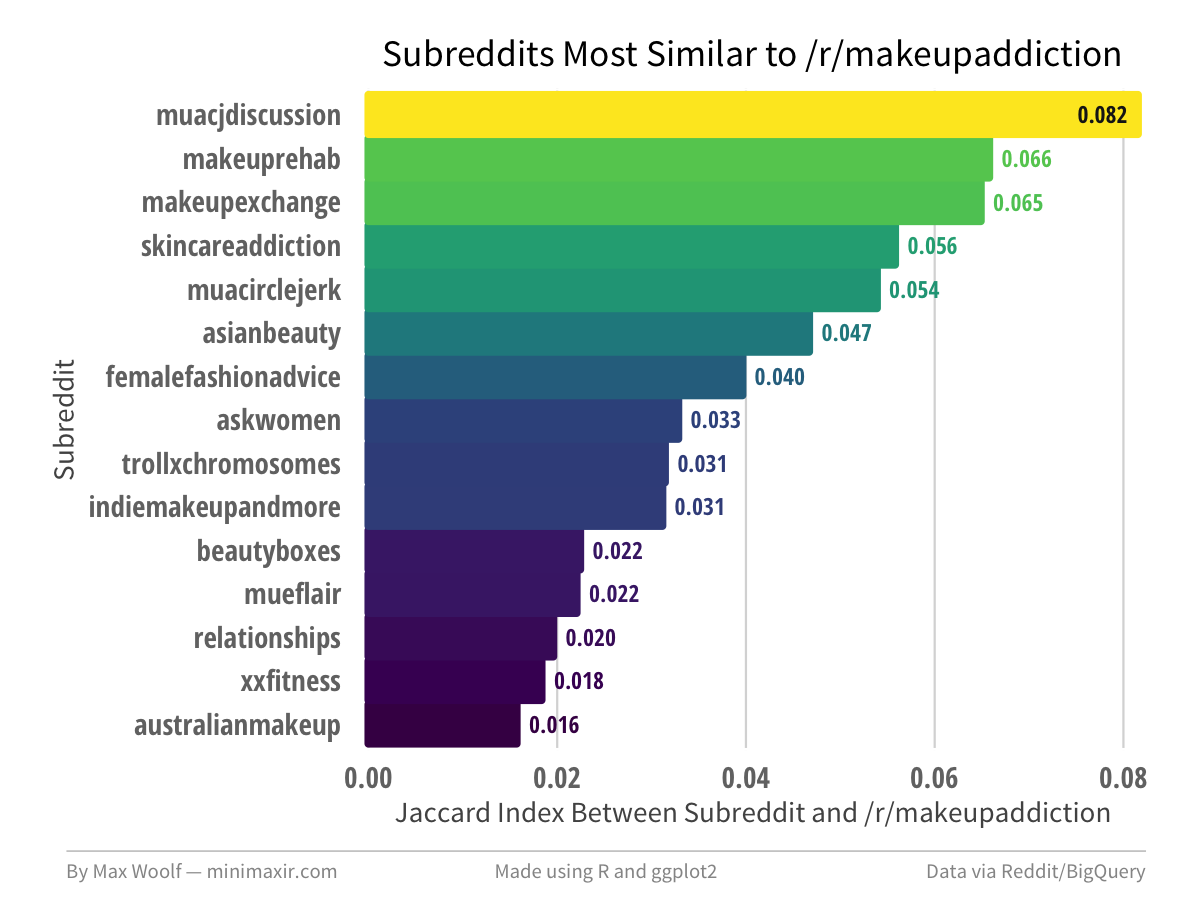 Subreddits Most Similar to /r/makeupaddiction
muacjdiscussion 0.082
makeuprehab 0.066
makeupexchange 0.065
skincareaddiction 0.056
muacirclejerk 0.054
asianbeauty 0.047
femalefashionadvice 0.040
askwomen 0.033
trollxchromosomes 0.031
indiemakeupandmore 0.031
beautyboxes 0.022
mueflair 0.022
relationships 0.020
xxfitness 0.018
australianmakeup 0.016
Subreddit
0.00 0.02 0.04 0.06 0.08
Jaccard Index Between Subreddit and /r/makeupaddiction
By Max Woolf — minimaxir.com Made using R and ggplot2 Data via Reddit/BigQuery